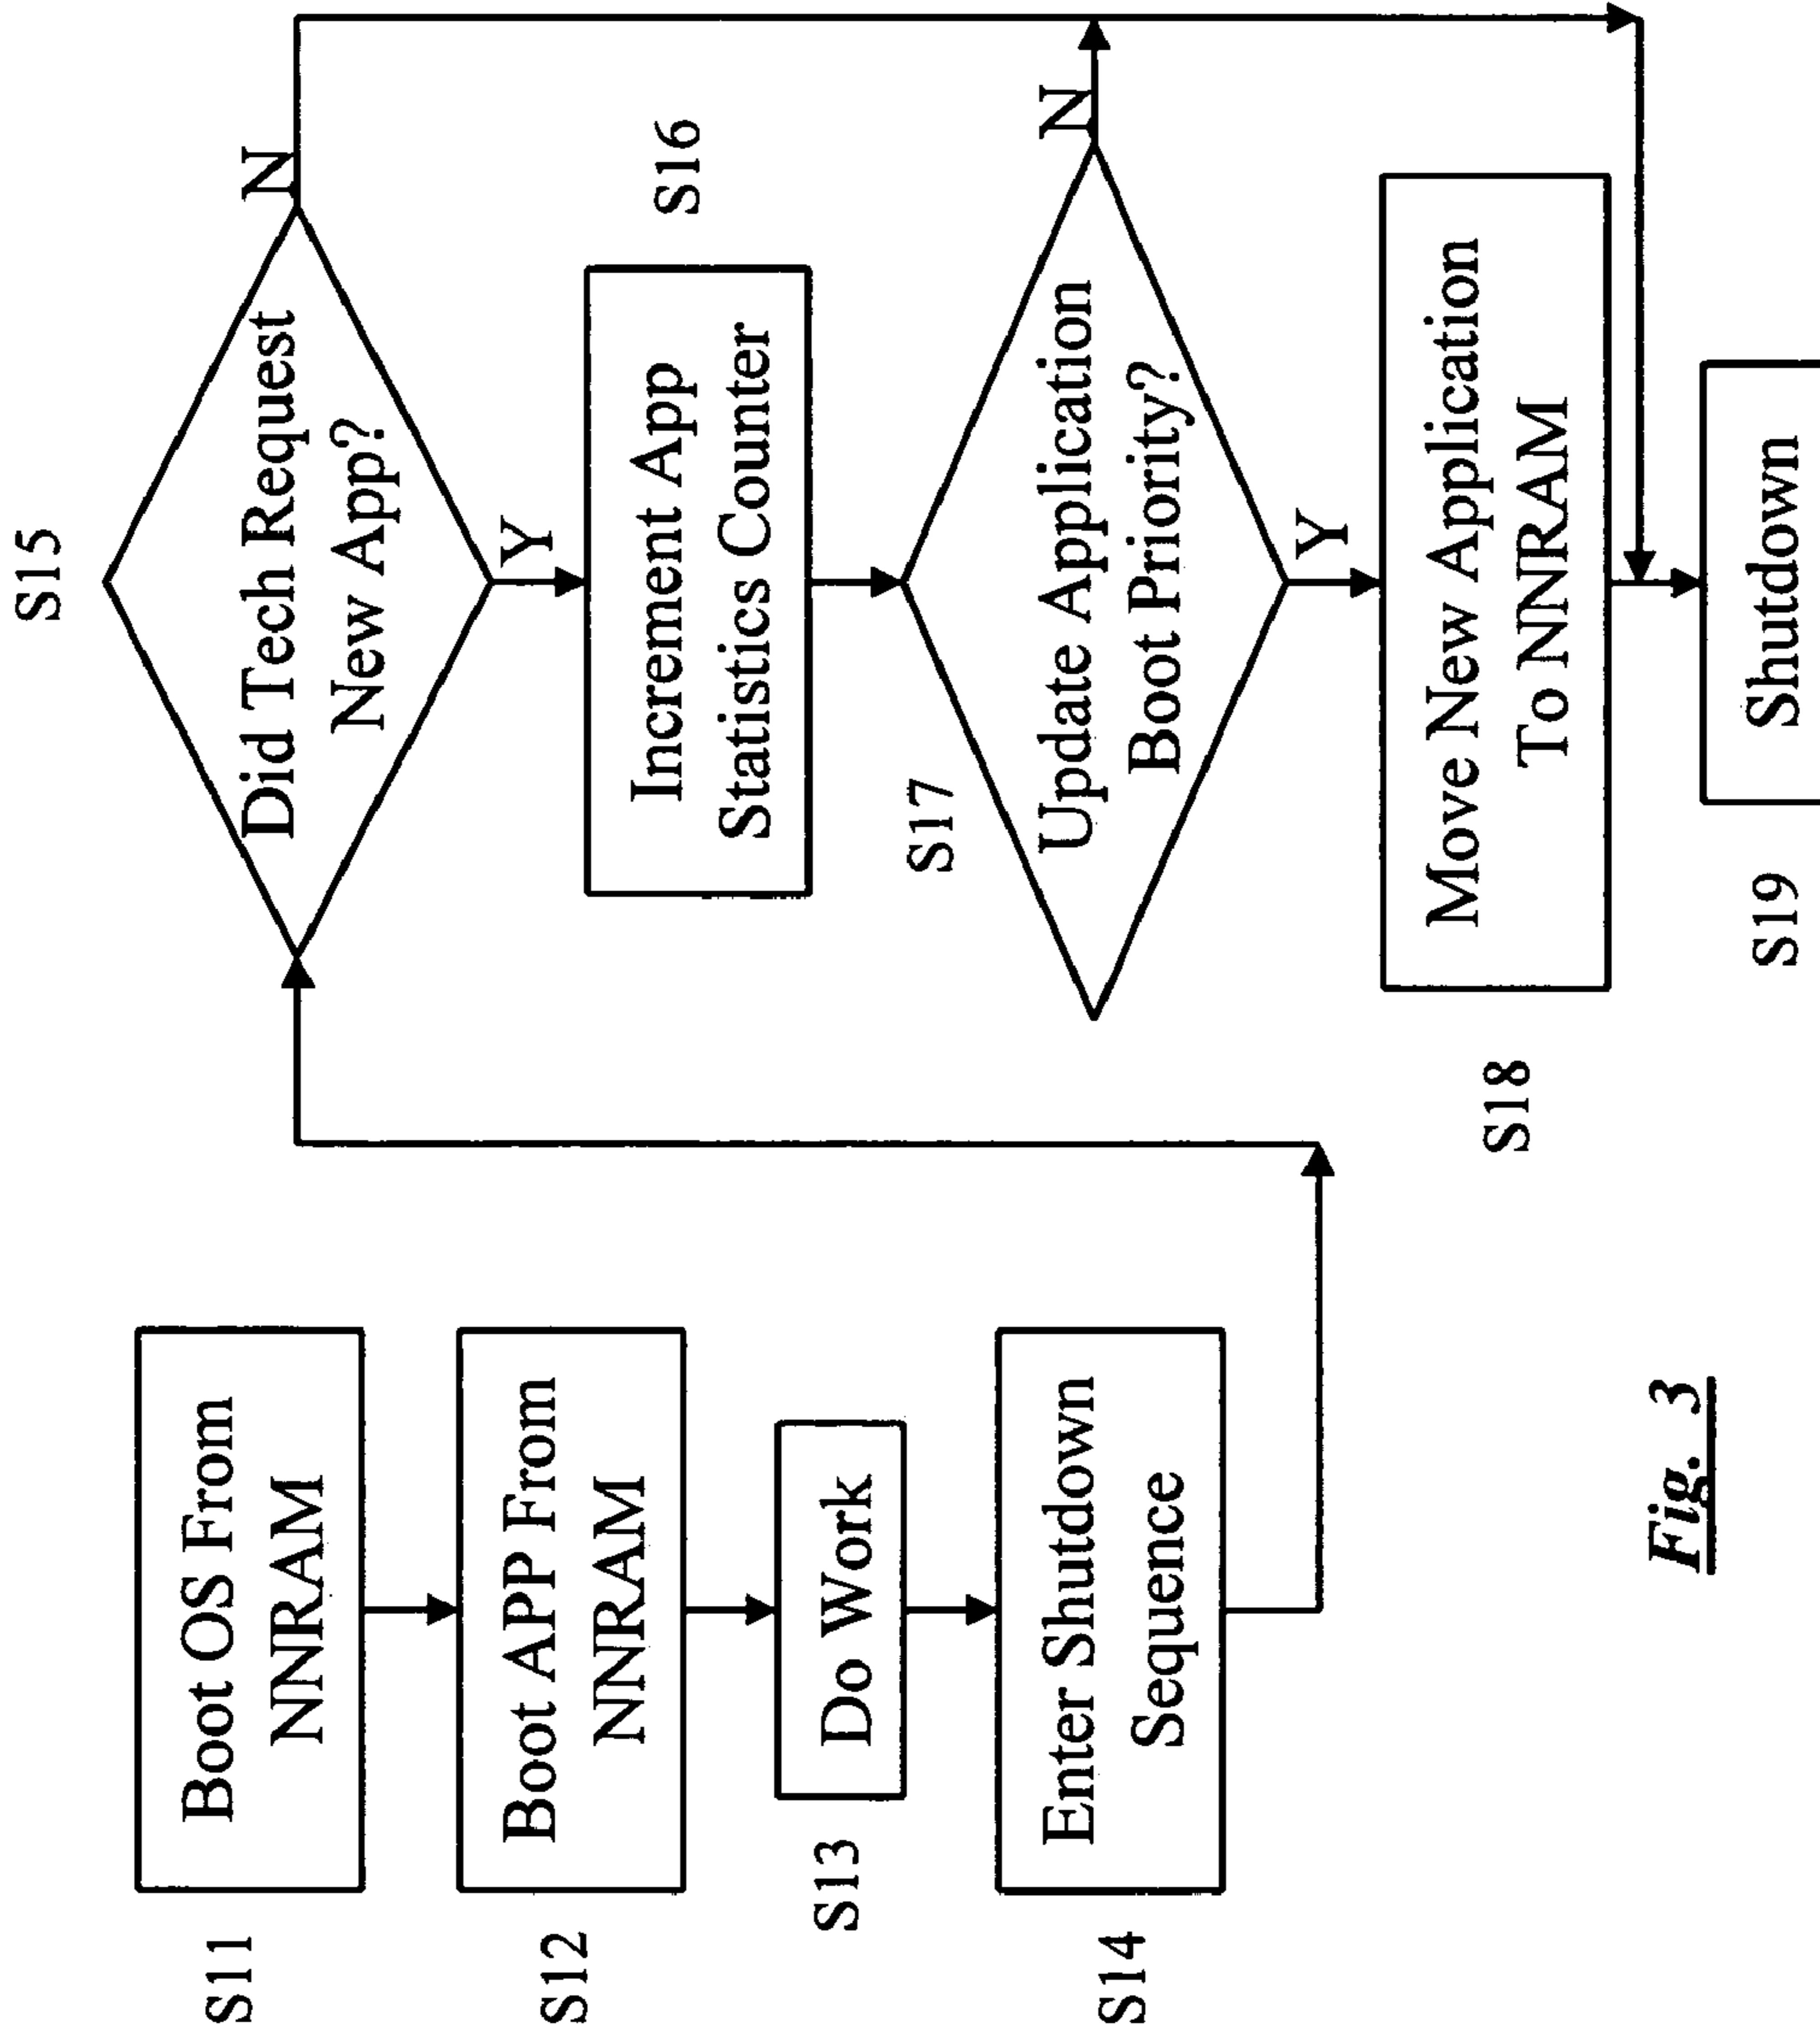 S11
Boot OS From
NNRAM
S12
Boot APP From
NNRAM
S13
Do Work
S14
Enter Shutdown
Sequence
S15
Did Tech Request
New App?
N
Y
S16
Increment App
Statistics Counter
S17
Update Application
Boot Priority?
N
Y
S18
Move New Application
To NNRAM
S19
Shutdown
Fig. 3